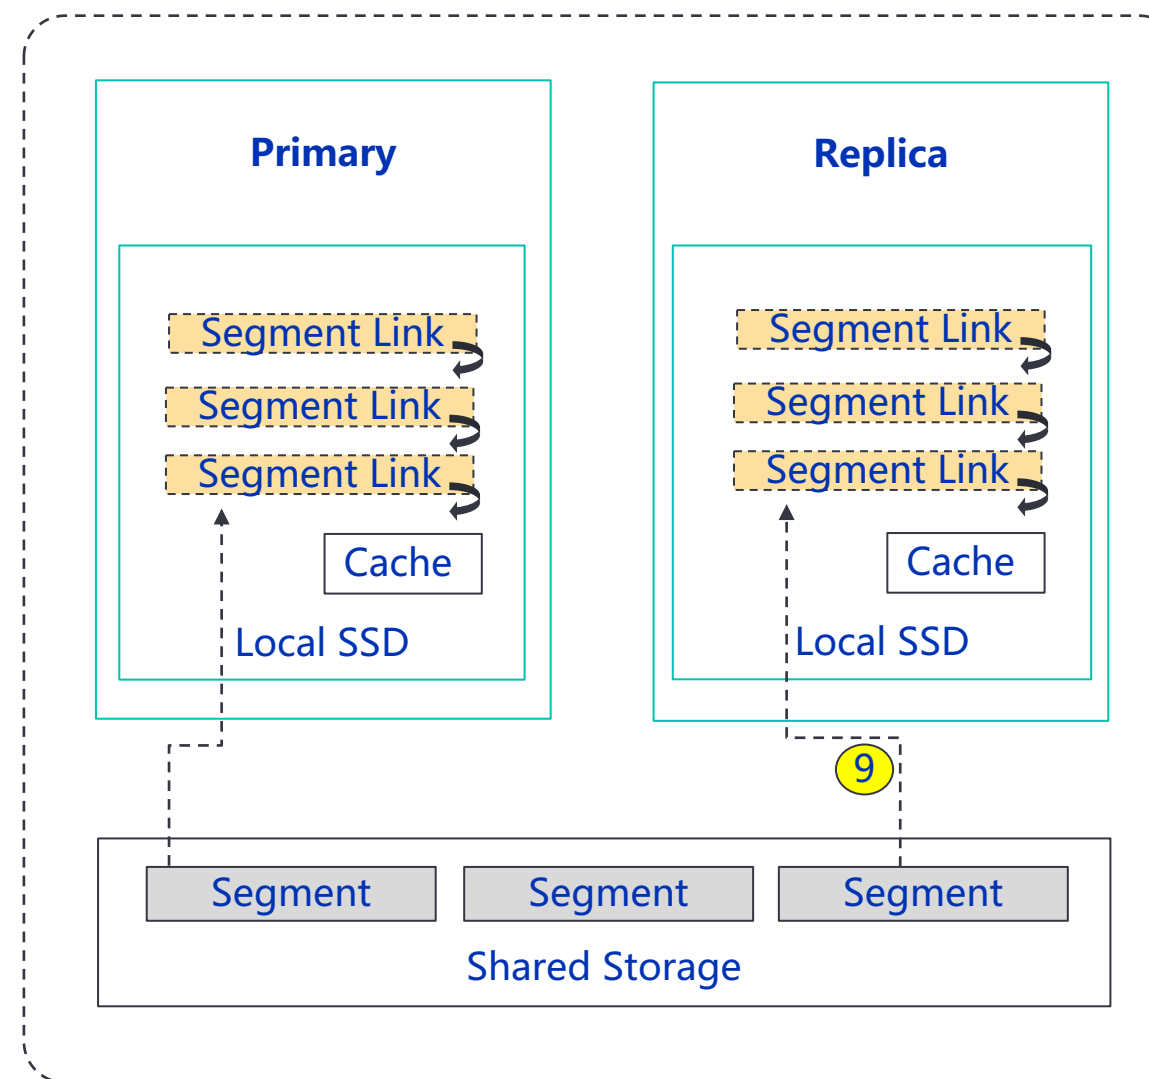 Primary
Segment Link
Segment Link
Segment Link
Cache
Local SSD
Replica
Segment Link
Segment Link
Segment Link
Cache
Local SSD
9
Segment
Segment
Segment
Shared Storage